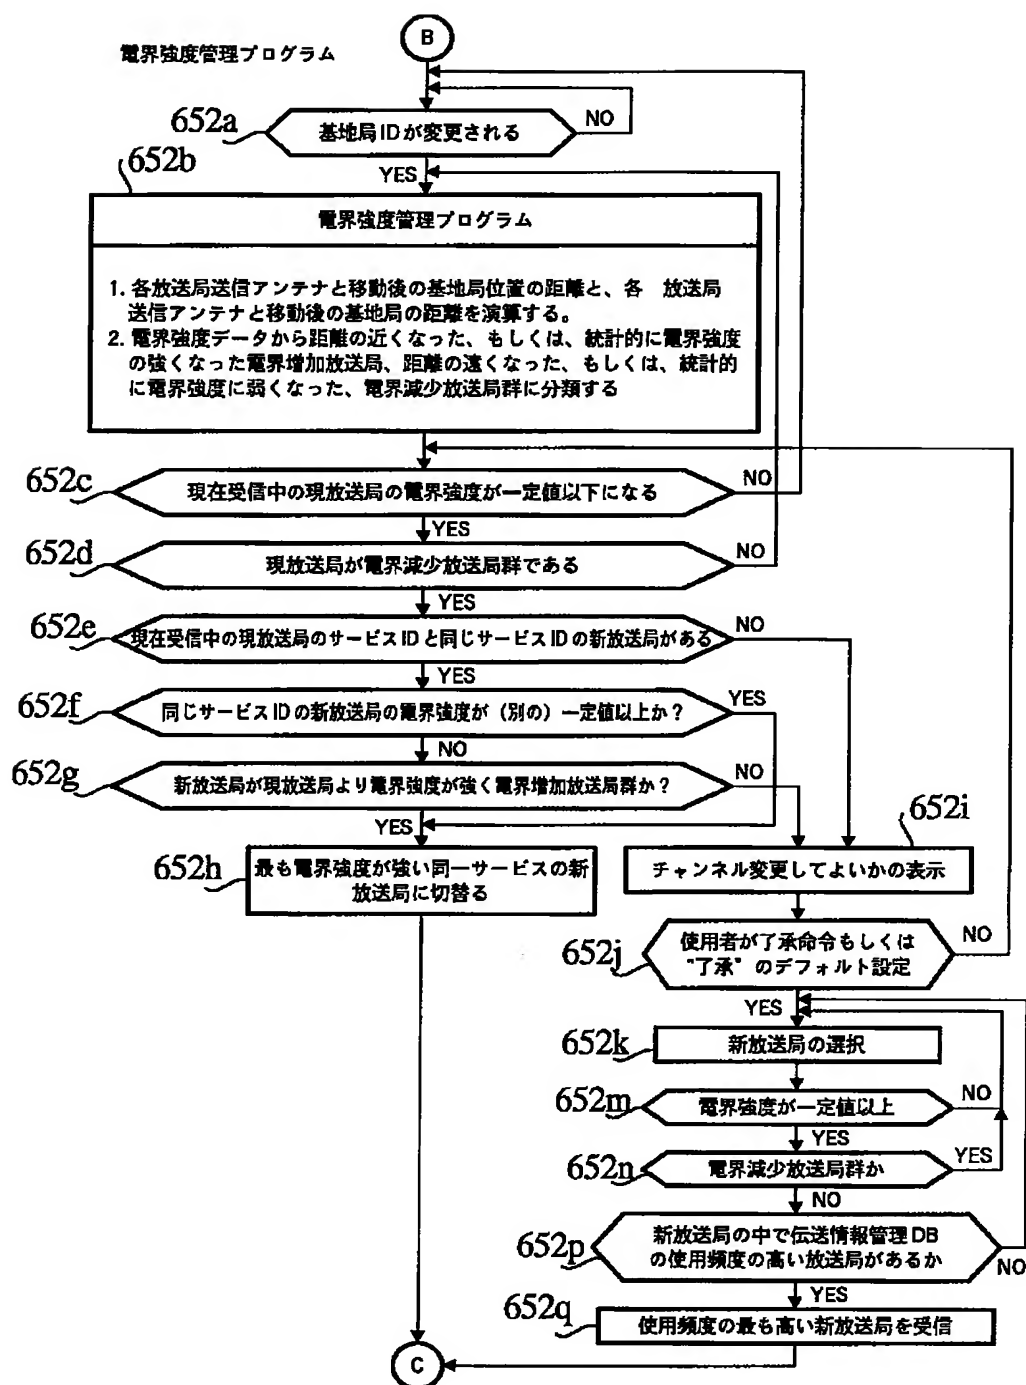 B
電界強度管理プログラム
652a
基地局IDが変更される
NO
652b
YES
電界強度管理プログラム
1. 各放送局送信アンテナと移動後の基地局位置の距離と、各 放送局
送信アンテナと移動後の基地局の距離を演算する。
2. 電界強度データから距離の近くなった、もしくは、統計的に電界強度
の強くなった電界増加放送局、距離の遠くなった、もしくは、統計的
に電界強度に弱くなった、電界減少放送局群に分類する
652c
現在受信中の現放送局の電界強度が一定値以下になる
NO
YES
652d
現放送局が電界減少放送局群である
NO
YES
652e
現在受信中の現放送局のサービスIDと同じサービスIDの新放送局がある
NO
YES
652f
同じサービスIDの新放送局の電界強度が（別の）一定値以上か？
YES
NO
652g
新放送局が現放送局より電界強度が強く電界増加放送局群か？
NO
YES
652h
最も電界強度が強い同一サービスの新
放送局に切替る
652i
チャンネル変更してよいかの表示
652j
使用者が了承命令もしくは
"了承"のデフォルト設定
NO
YES
652k
新放送局の選択
652m
電界強度が一定値以上
NO
YES
652n
電界減少放送局群か
YES
NO
652p
新放送局の中で伝送情報管理DB
の使用頻度の高い放送局があるか
NO
YES
652q
使用頻度の最も高い新放送局を受信
C